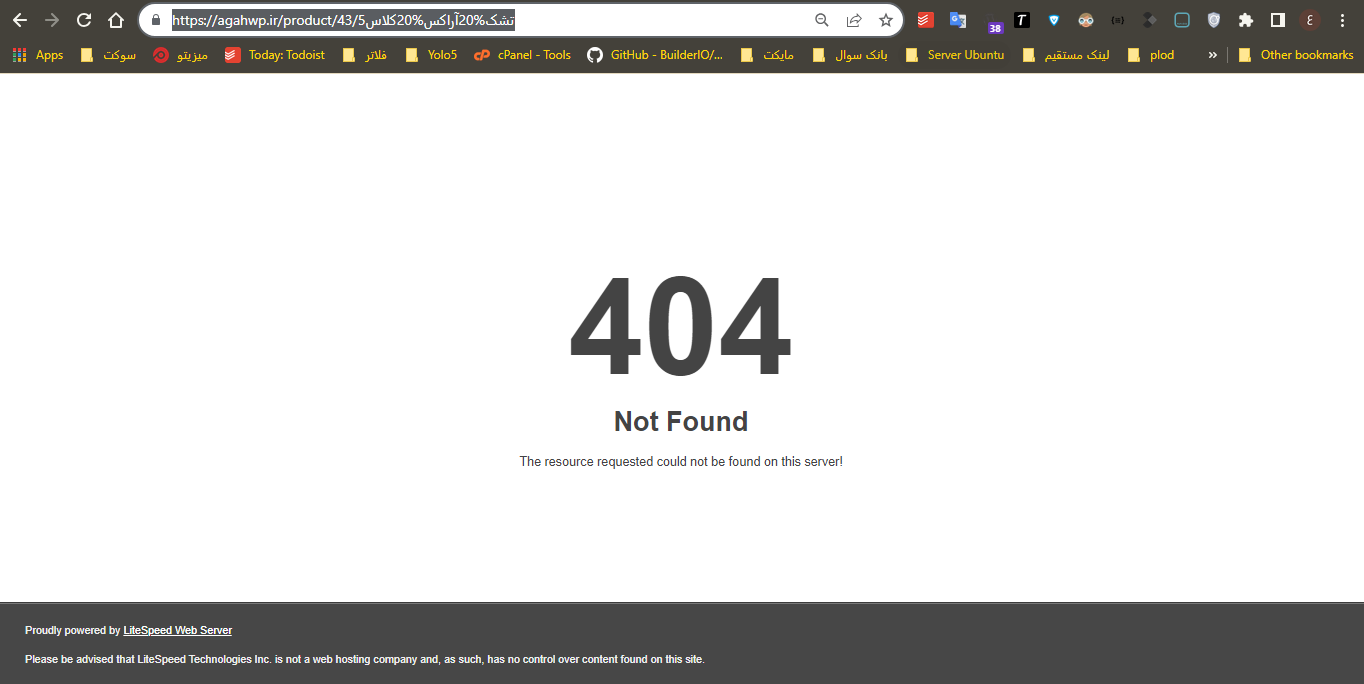 https://agahwp.ir/product/43/تشک%20آراکس%20کلاس5
38
T
ع
Apps سوکت میزیتو Today: Todoist فلاتر Yolo5 cPanel - Tools GitHub - BuilderIO/... مایکت بانک سوال Server Ubuntu لینک مستقیم plod » Other bookmarks
404
Not Found
The resource requested could not be found on this server!
Proudly powered by LiteSpeed Web Server
Please be advised that LiteSpeed Technologies Inc. is not a web hosting company and, as such, has no control over content found on this site.